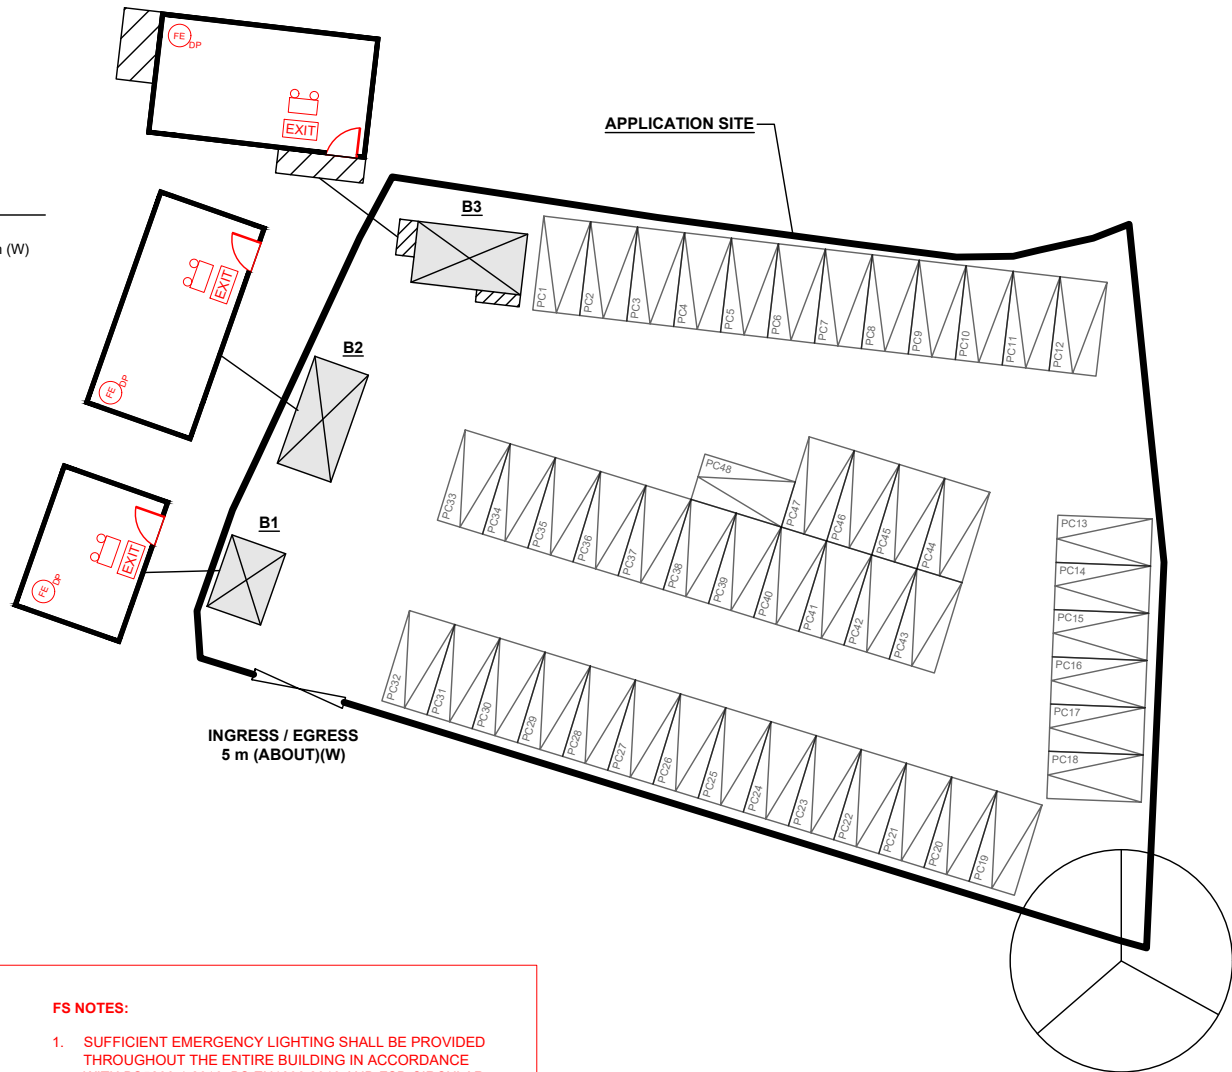 FE
DP
EXIT
APPLICATION SITE
B3
(W)
EXIT
FE
DP
B2
PC1
PC2
PC3
PC4
PC5
PC6
PC7
PC8
PC9
PC10
PC11
PC12
PC48
PC47
PC46
PC45
PC44
PC33
PC34
PC35
PC36
PC37
PC38
PC39
PC40
PC41
PC42
PC43
B1
EXIT
FE
DP
PC13
PC14
PC15
PC16
PC17
PC18
PC32
PC31
PC30
PC29
PC28
PC27
PC26
PC25
PC24
PC23
PC22
PC21
PC20
PC19
INGRESS / EGRESS
5 m (ABOUT)(W)
FS NOTES:
1. SUFFICIENT EMERGENCY LIGHTING SHALL BE PROVIDED
THROUGHOUT THE ENTIRE BUILDING IN ACCORDANCE